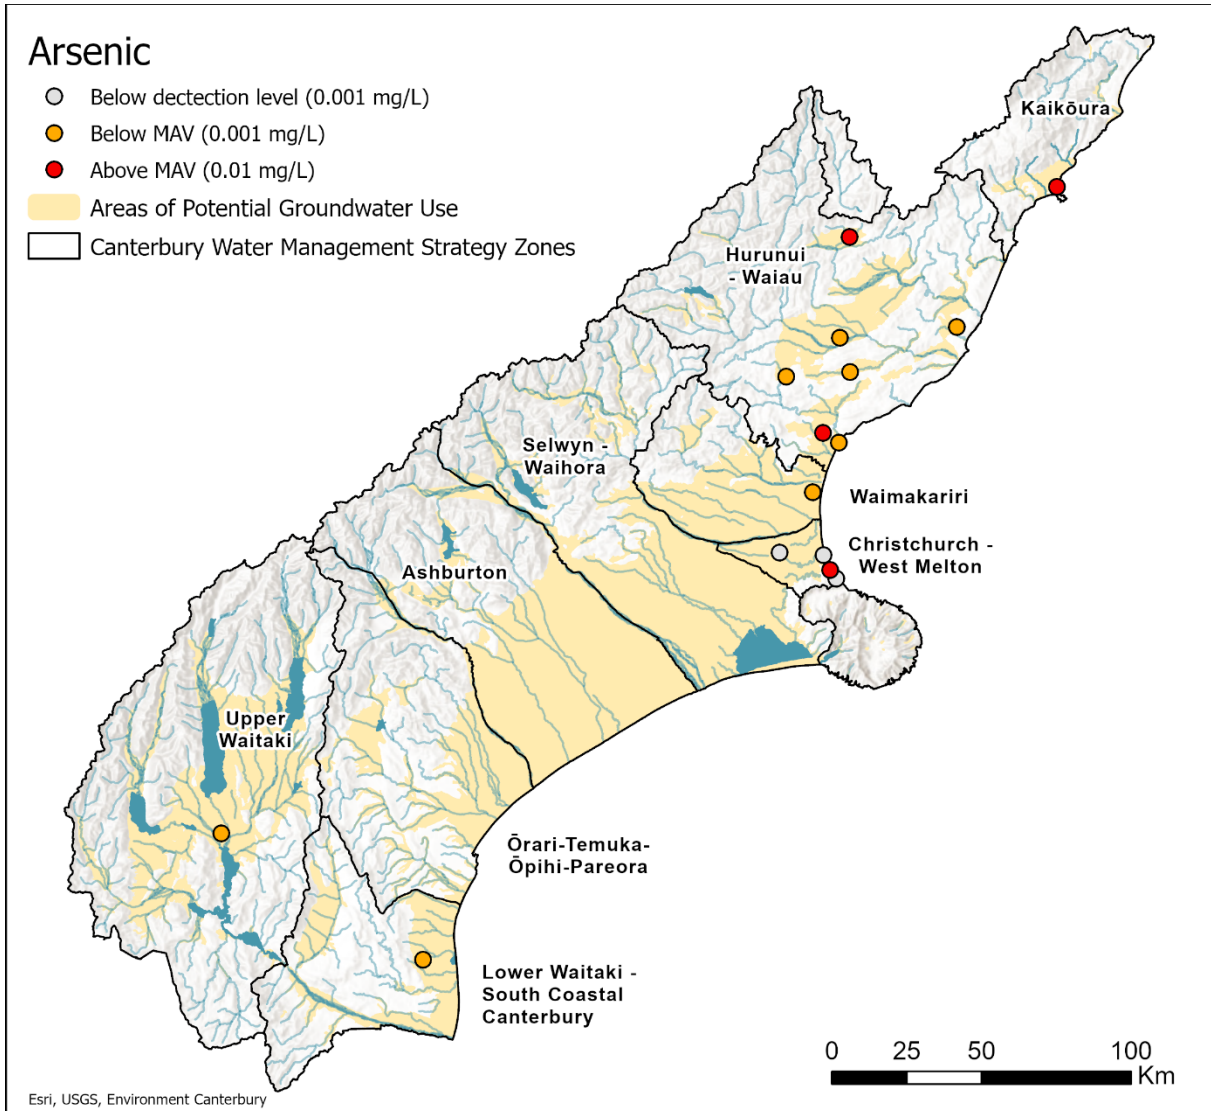 Arsenic
Below dectection level (0.001 mg/L)
Below MAV (0.001 mg/L)
Above MAV (0.01 mg/L)
Areas of Potential Groundwater Use
Canterbury Water Management Strategy Zones
Kaikōura
Hurunui
- Waiau
Selwyn -
Waihora
Waimakariri
Christchurch -
West Melton
Ashburton
Upper
Waitaki
Ōrari-Temuka-
Ōpihi-Pareora
Lower Waitaki -
South Coastal
Canterbury
0 25 50 100
Km
Esri, USGS, Environment Canterbury